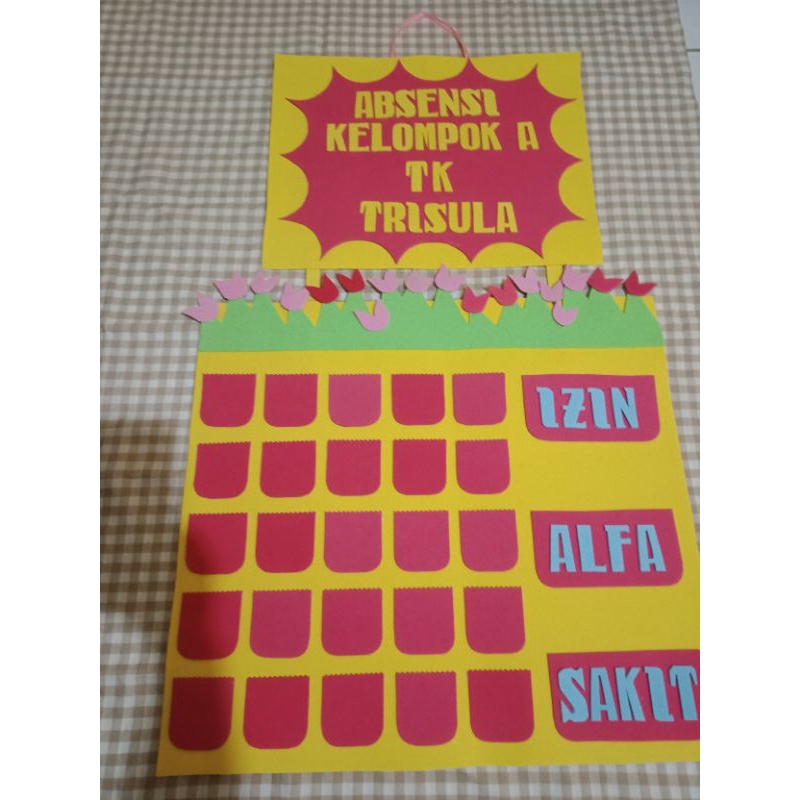 ABSENSI
KELOMPOK A
TK
TRISULA
IZIN
ALFA
SAKIT